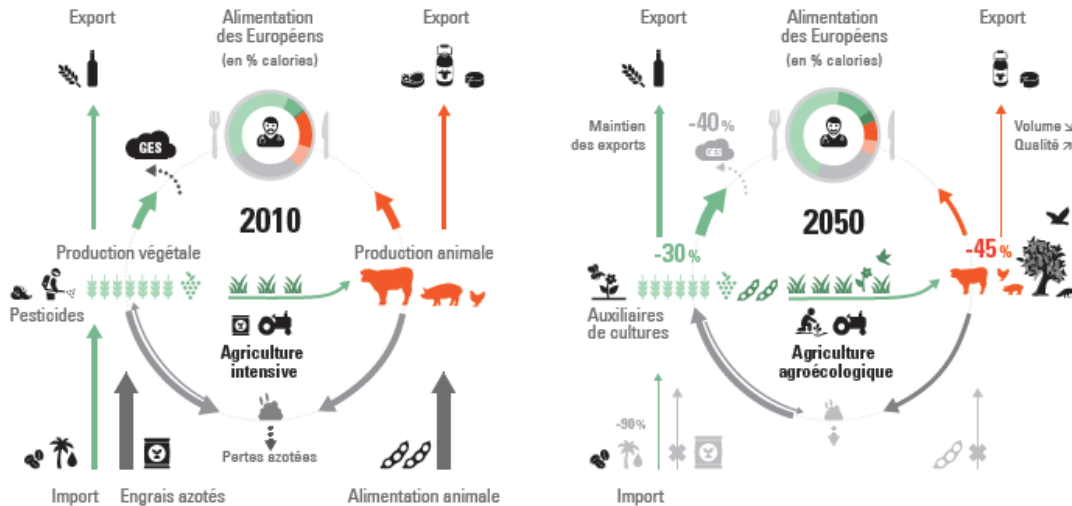 Export
Alimentation
des Européens
(en % calories)
Export
GES
2010
Production végétale
Production animale
Pesticides
Agriculture
intensive
Pertes azotées
Import
Engrais azotés
Alimentation animale
Export
Alimentation
des Européens
(en % calories)
Export
Maintien
des exports
-40 %
GES
Volume ↘
Qualité ↗
2050
-30 %
-45 %
Auxiliaires
de cultures
Agriculture
agroécologique
-90%
Import